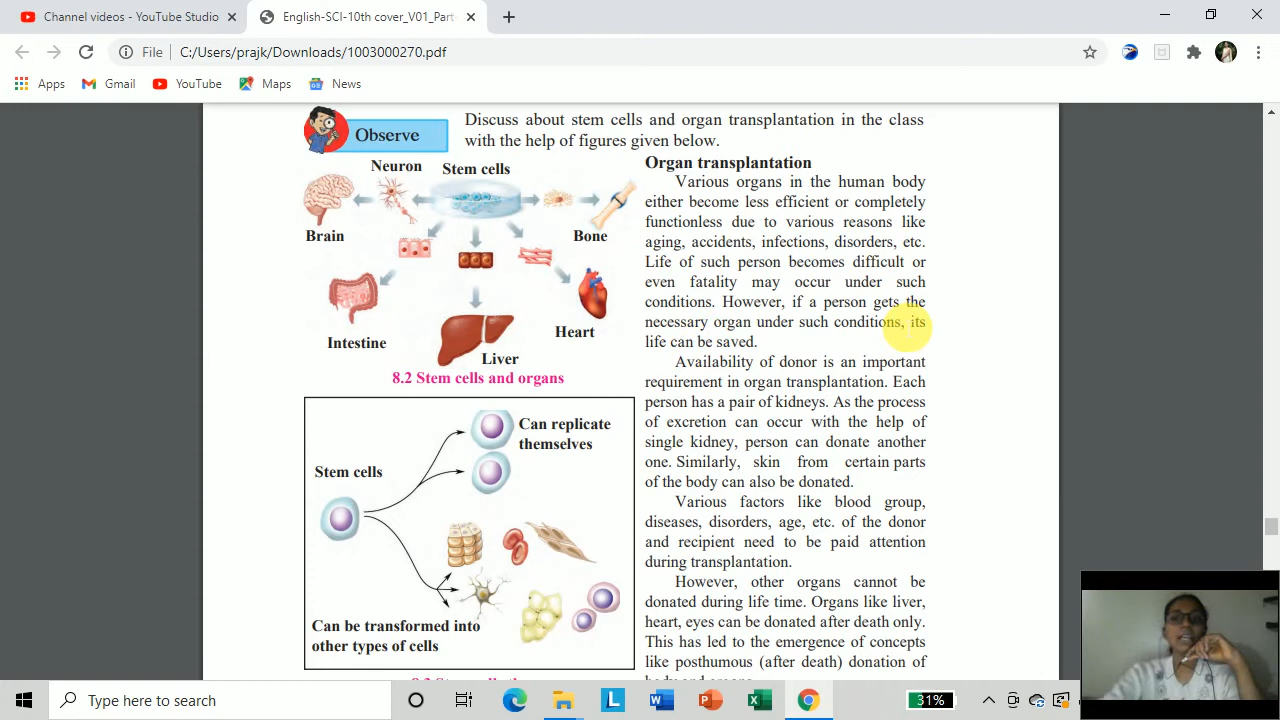 Channel videos - YouTube Studio
English-SCI-10th cover_V01_Part
File
C:/Users/prajk/Downloads/1003000270.pdf
Apps
Gmail
YouTube
Maps
News
Observe
Discuss about stem cells and organ transplantation in the class
with the help of figures given below.
Neuron
Stem cells
Brain
Bone
Intestine
Heart
Liver
8.2 Stem cells and organs
Stem cells
Can replicate
themselves
Can be transformed into
other types of cells
Organ transplantation
Various organs in the human body
either become less efficient or completely
functionless due to various reasons like
aging, accidents, infections, disorders, etc.
Life of such person becomes difficult or
even fatality may occur under such
conditions. However, if a person gets the
necessary organ under such conditions, its
life can be saved.
Availability of donor is an important
requirement in organ transplantation. Each
person has a pair of kidneys. As the process
of excretion can occur with the help of
single kidney, person can donate another
one. Similarly, skin from certain parts
of the body can also be donated.
Various factors like blood group,
diseases, disorders, age, etc. of the donor
and recipient need to be paid attention
during transplantation.
However, other organs cannot be
donated during life time. Organs like liver,
heart, eyes can be donated after death only.
This has led to the emergence of concepts
like posthumous (after death) donation of
Type here to search
31%